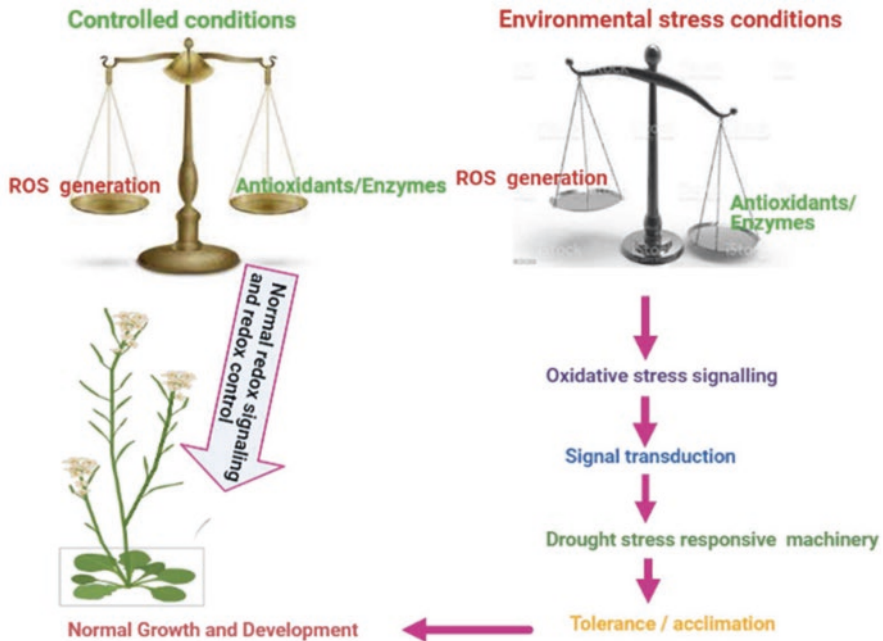 Controlled conditions
Environmental stress conditions
ROS generation
Antioxidants/Enzymes
ROS generation
Antioxidants/
Enzymes
iStock
Normal redox signaling
and redox control
Oxidative stress signalling
Signal transduction
Drought stress responsive machinery
Tolerance / acclimation
Normal Growth and Development